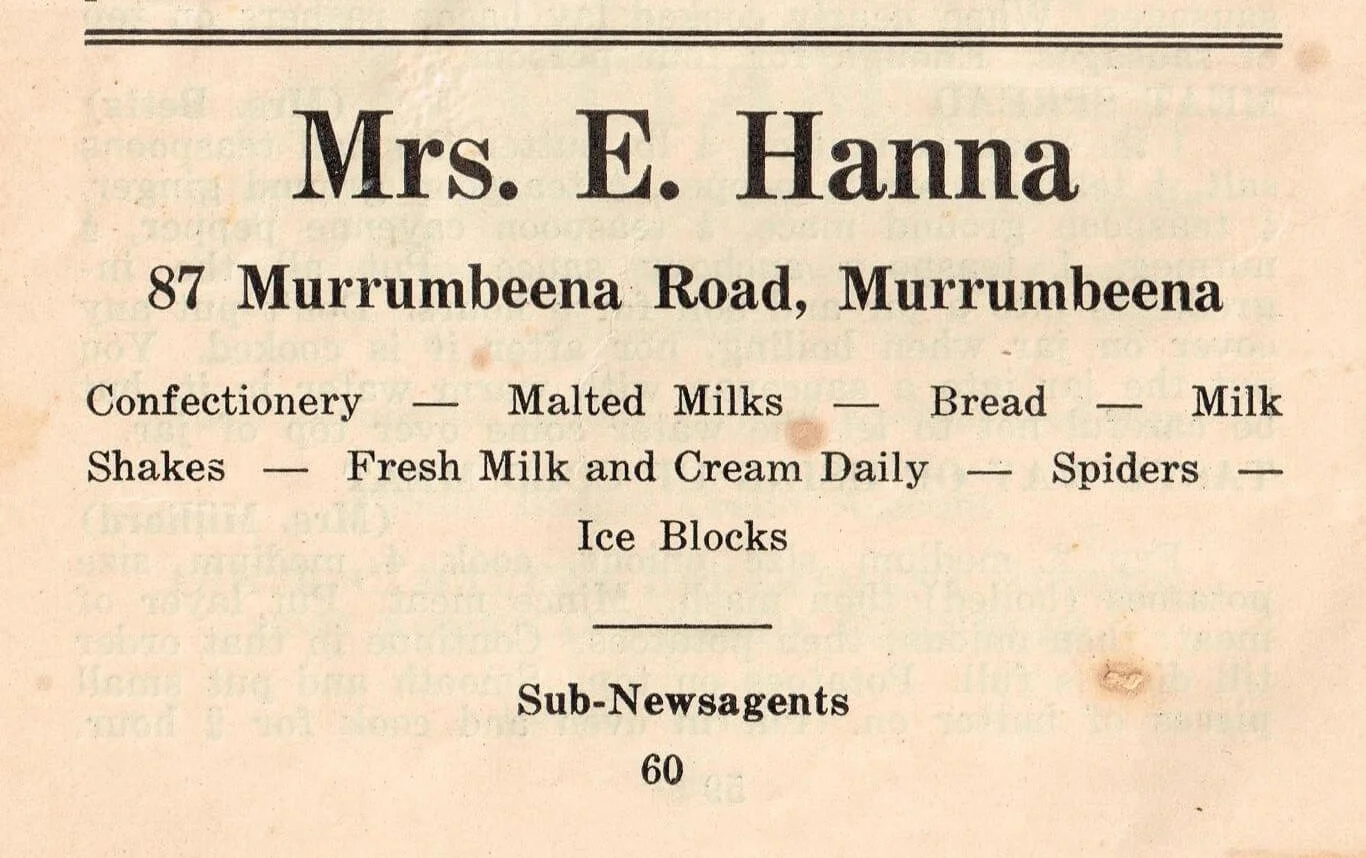 Mrs. E. Hanna
87 Murrumbeena Road, Murrumbeena
Confectionery — Malted Milks — Bread — Milk
Shakes — Fresh Milk and Cream Daily — Spiders —
Ice Blocks
Sub-Newsagents
60